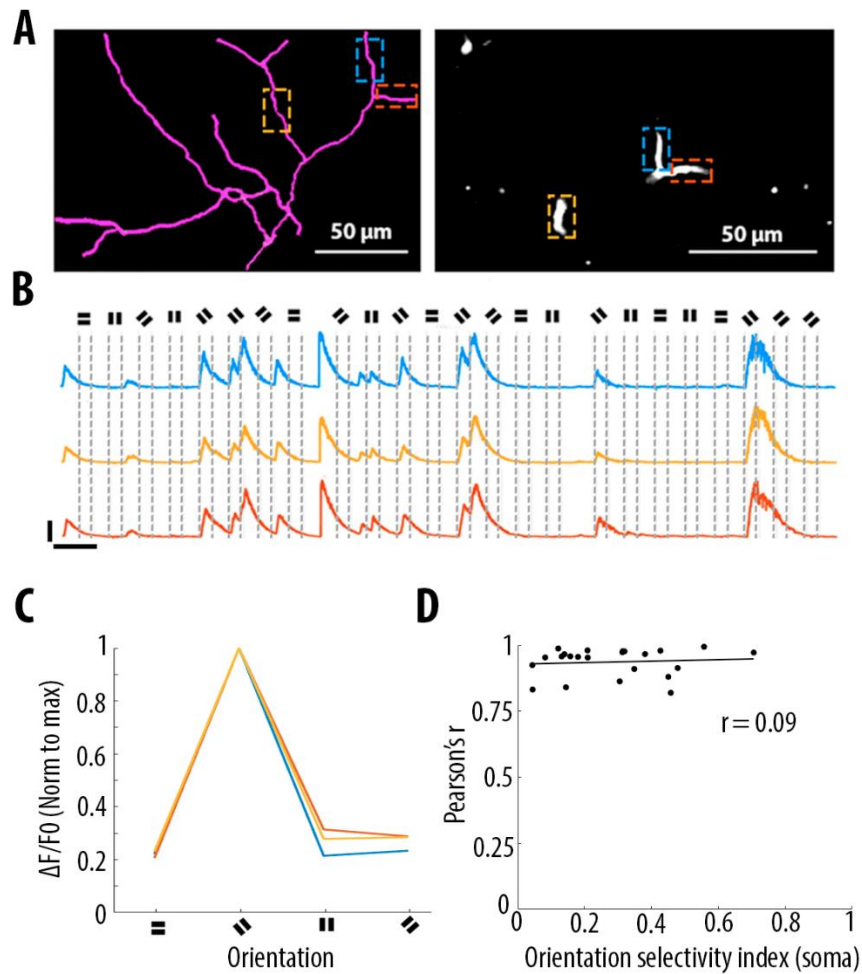 A
50 μm
50 μm
B
C
D
1
0.8
0.6
0.4
0.2
0
ΔF/F0 (Norm to max)
Orientation
1
0.75
0.5
0.25
0
Pearson's r
r = 0.09
0 0.2 0.4 0.6 0.8 1
Orientation selectivity index (soma)